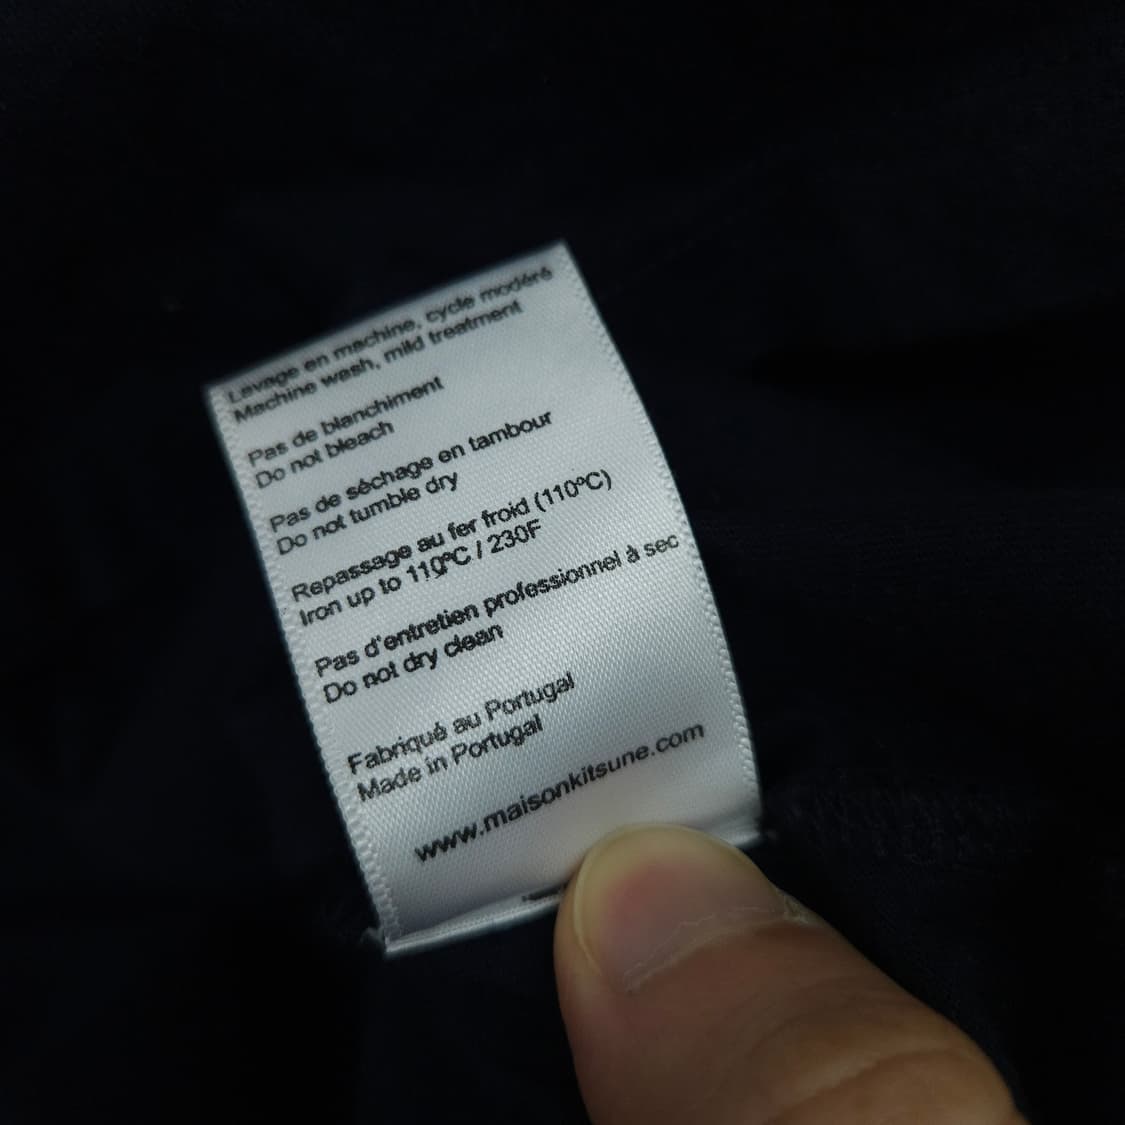 Lavage en machine, cycle modéré
Machine wash, mild treatment
Pas de blanchiment
Do not bleach
Pas de séchage en tambour
Do not tumble dry
Repassage au fer froid (110ºC)
Iron up to 110ºC / 230F
Pas d'entretien professionnel à sec
Do not dry clean
Fabriqué au Portugal
Made in Portugal
www.maisonkitsune.com